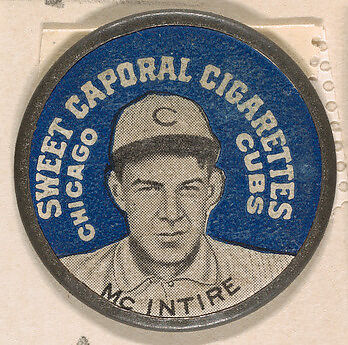 SWEET CAPORAL CIGARETTES
CHICAGO
CUBS
C
MC INTIRE